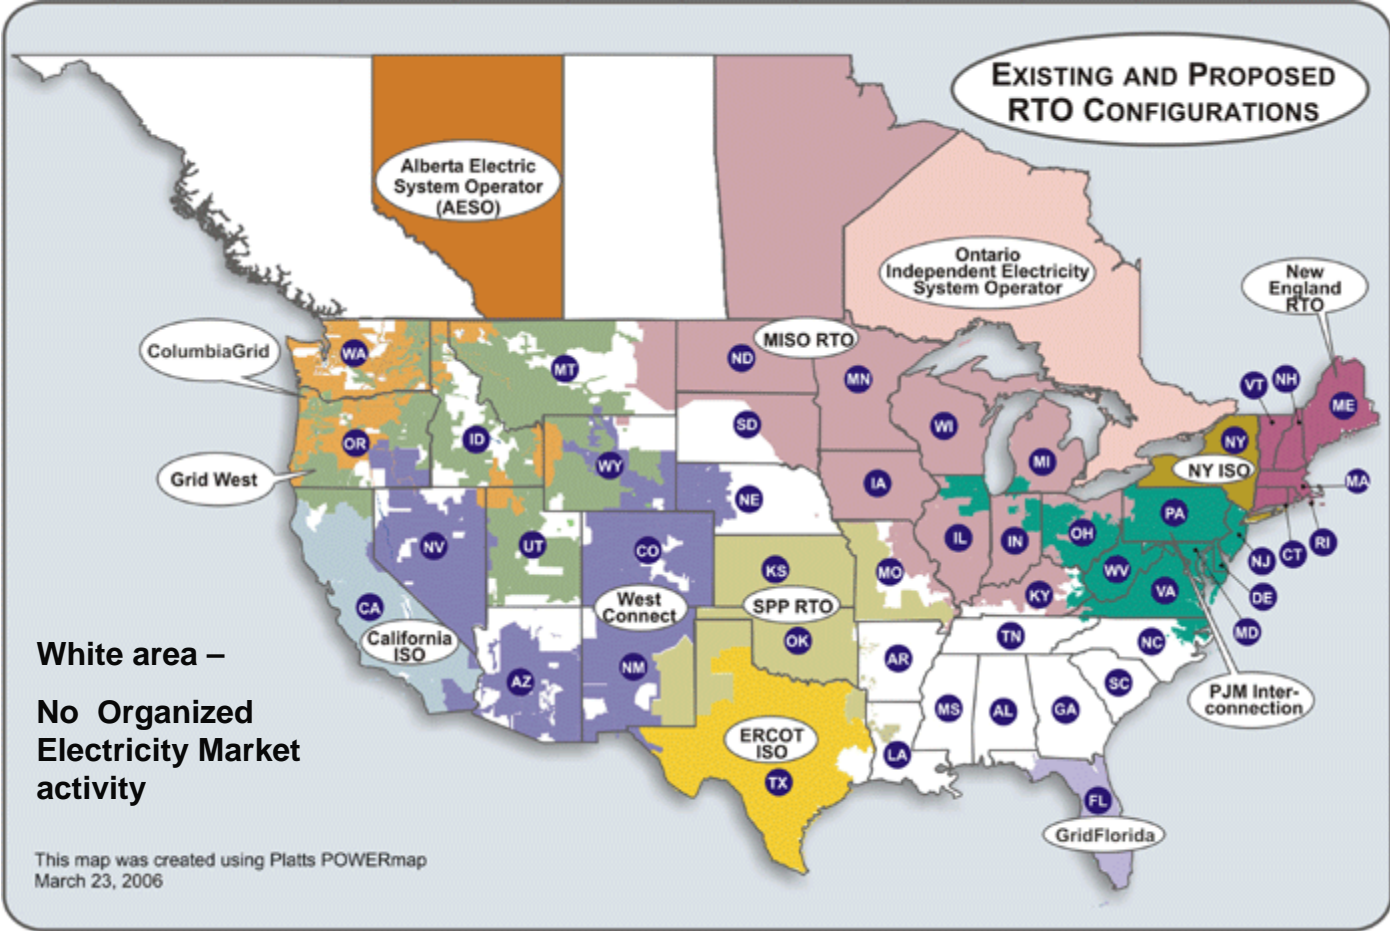 EXISTING AND PROPOSED
RTO CONFIGURATIONS
Alberta Electric
System Operator
(AESO)
Ontario
Independent Electricity
System Operator
New
England
RTO
ColumbiaGrid
MISO RTO
WA
MT
ND
MN
VT
NH
ME
OR
ID
WY
SD
WI
MI
NY
NY ISO
Grid West
NE
IA
MA
PA
NV
UT
CO
KS
MO
IL
IN
OH
WV
VA
KY
NJ
CT
RI
DE
MD
CA
California
ISO
West
Connect
SPP RTO
OK
AR
TN
NC
SC
AZ
NM
MS
AL
GA
PJM Inter-
connection
ERCOT
ISO
TX
LA
FL
GridFlorida
White area –
No Organized
Electricity Market
activity
This map was created using Platts POWERmap
March 23, 2006